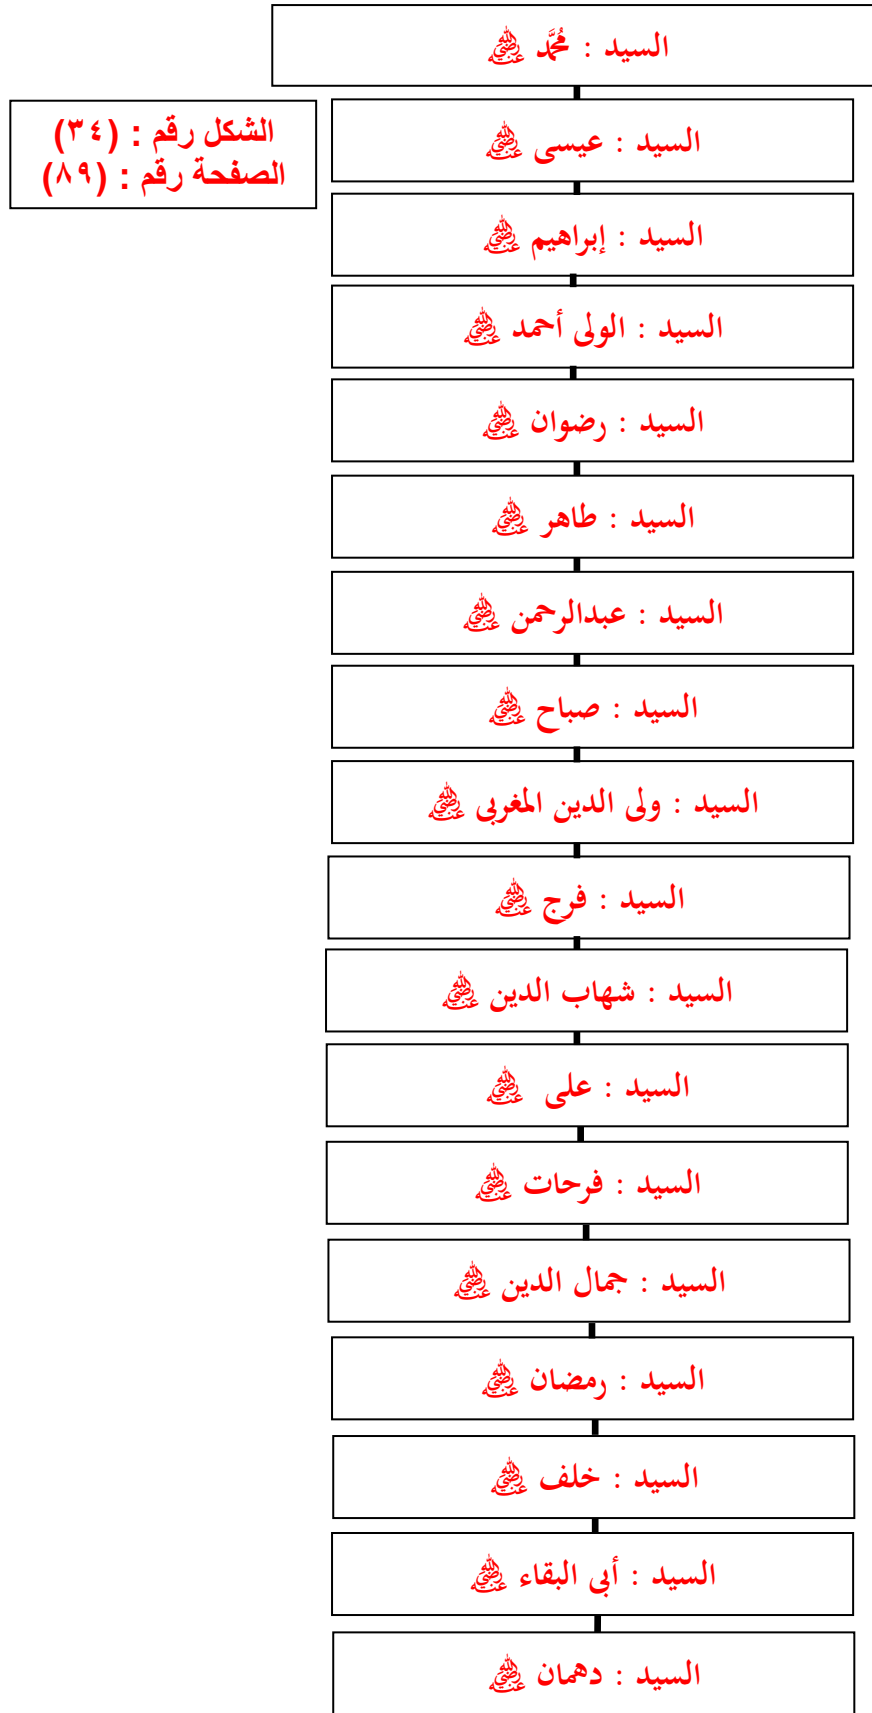 السيد : مُحَمَّد رضي الله عنه
الشكل رقم : (٣٤)
الصفحة رقم : (٨٩)
السيد : عيسى رضي الله عنه
السيد : إبراهيم رضي الله عنه
السيد : الولى أحمد رضي الله عنه
السيد : رضوان رضي الله عنه
السيد : طاهر رضي الله عنه
السيد : عبدالرحمن رضي الله عنه
السيد : صباح رضي الله عنه
السيد : ولى الدين المغربى رضي الله عنه
السيد : فرج رضي الله عنه
السيد : شهاب الدين رضي الله عنه
السيد : على رضي الله عنه
السيد : فرحات رضي الله عنه
السيد : جمال الدين رضي الله عنه
السيد : رمضان رضي الله عنه
السيد : خلف رضي الله عنه
السيد : أبى البقاء رضي الله عنه
السيد : دهمان رضي الله عنه